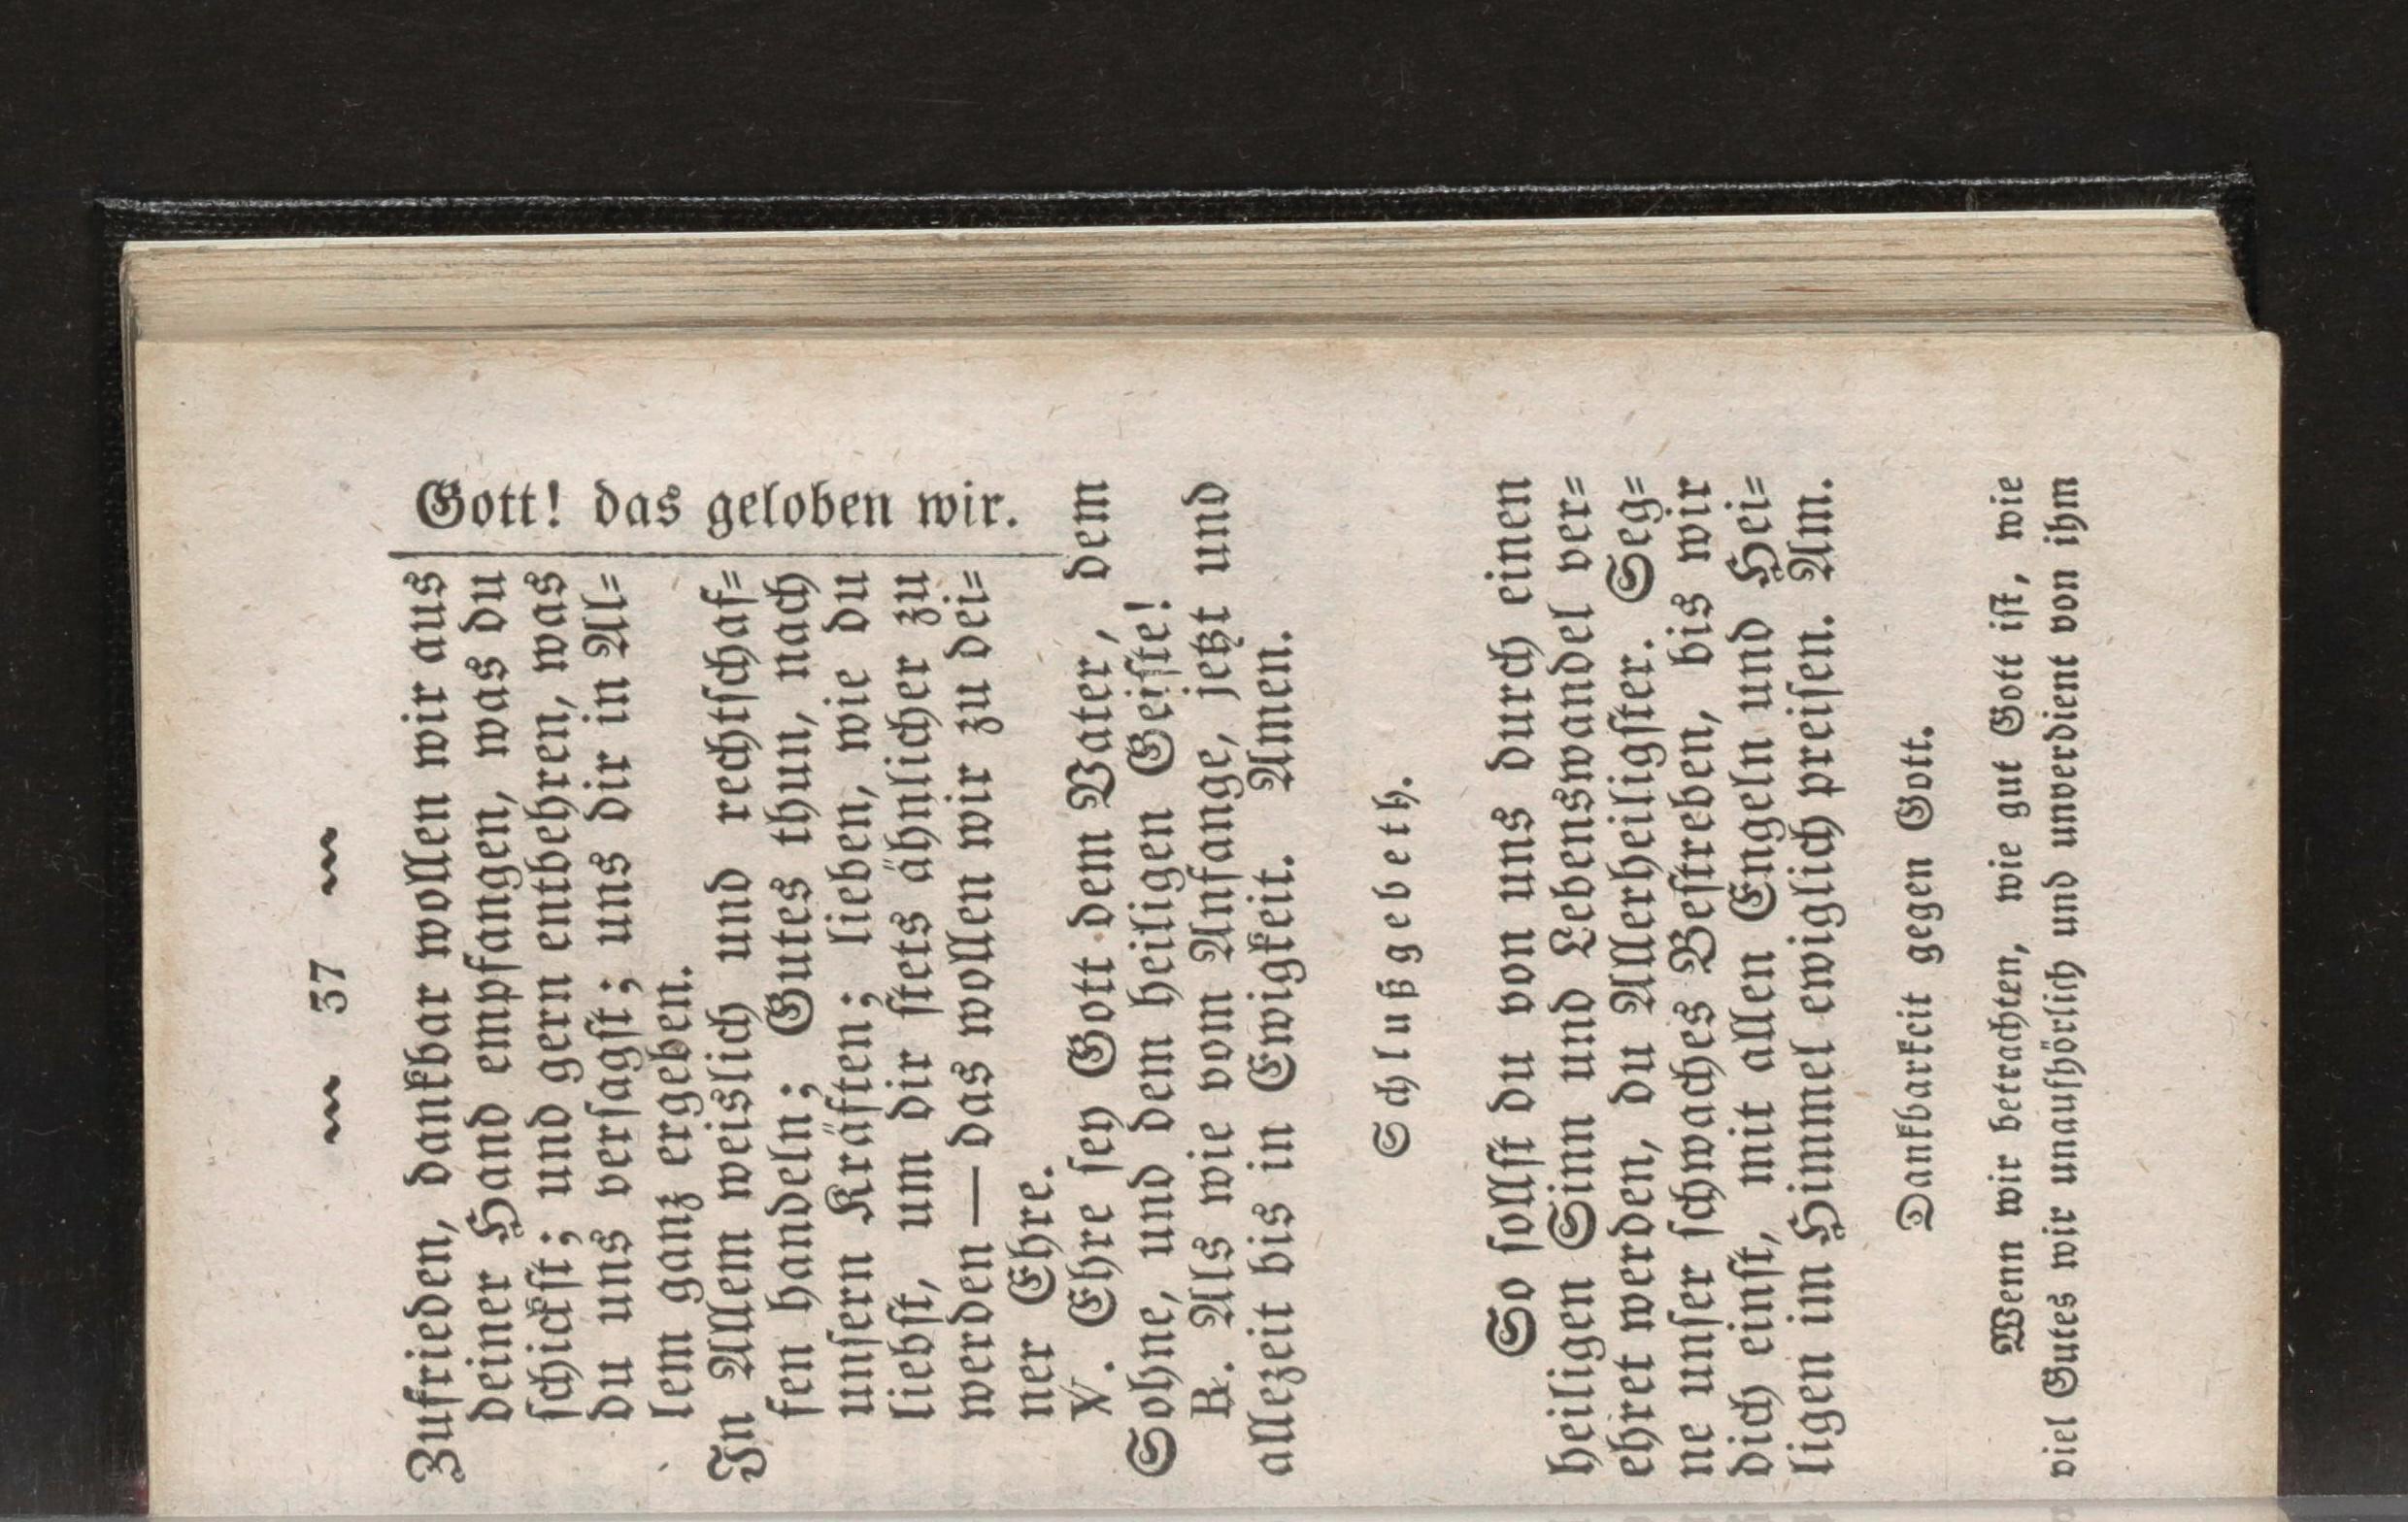 ~ 37 ~
Zufrieden, dankbar wollen wir aus
deiner Hand empfangen, was du
schickst; und gern entbehren, was
du uns versagst; uns dir in Al=
lem ganz ergeben.
In Allem weislich und rechtschaf=
fen handeln; Gutes thun, nach
unsern Kräften; lieben, wie du
liebst, um dir stets ähnlicher zu
werden — das wollen wir zu dei=
ner Ehre.
Gott! das geloben wir.
℣. Ehre sey Gott dem Vater, dem
Sohne, und dem heiligen Geiste!
℟. Als wie vom Anfange, jetzt und
allezeit bis in Ewigkeit. Amen.
Schlußgebeth.
So sollst du von uns durch einen
heiligen Sinn und Lebenswandel ver=
ehret werden, du Allerheiligster. Seg=
ne unser schwaches Bestreben, bis wir
dich einst, mit allen Engeln und Hei=
ligen im Himmel ewiglich preisen. Am.
Dankbarkeit gegen Gott.
Wenn wir betrachten, wie gut Gott ist, wie
viel Gutes wir unaufhörlich und unverdient von ihm